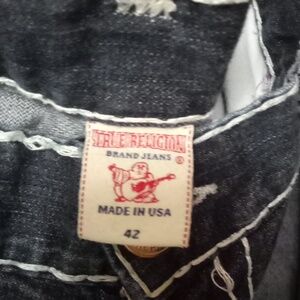 TRUE RELIGION
BRAND JEANS ®
MADE IN USA
42